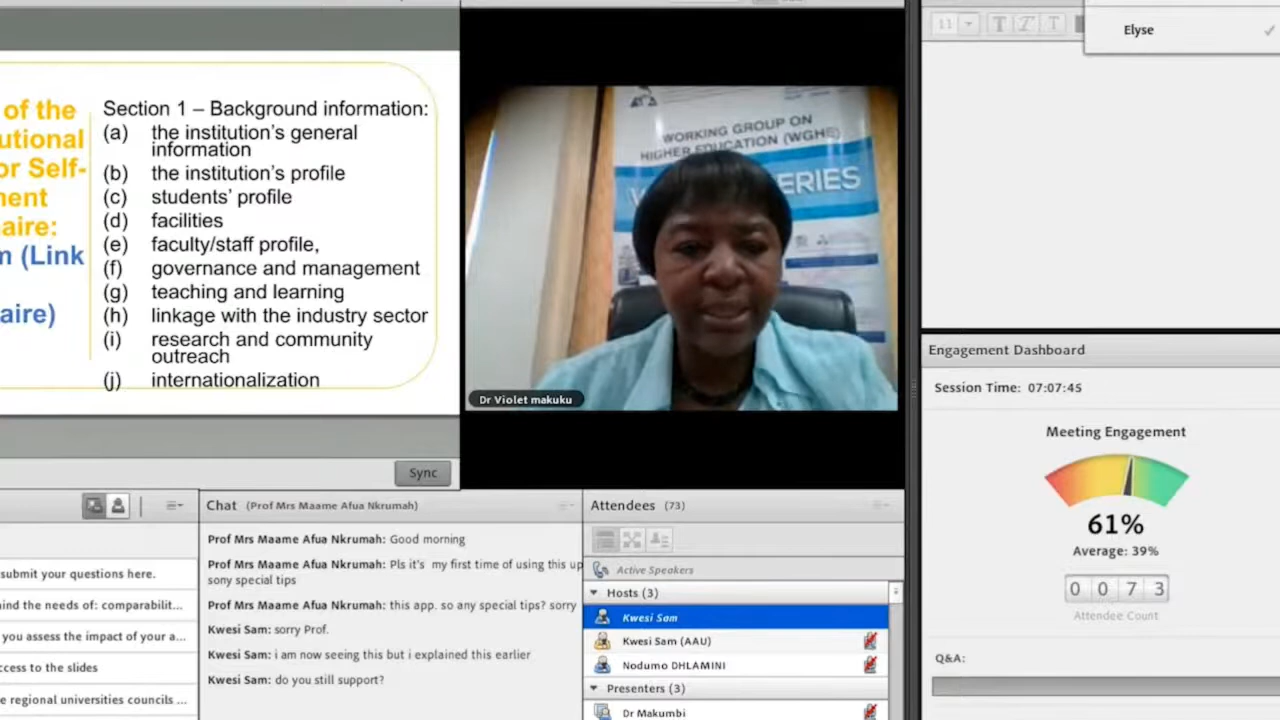 of the
utional
or Self-
nent
aire:
m (Link
aire)
Section 1 – Background information:
(a) the institution's general
information
(b) the institution's profile
(c) students' profile
(d) facilities
(e) faculty/staff profile,
(f) governance and management
(g) teaching and learning
(h) linkage with the industry sector
(i) research and community
outreach
(j) internationalization
Sync
WORKING GROUP ON
HIGHER EDUCATION (WGHE)
ERIES
Dr Violet makuku
11
T T T
Elyse
Engagement Dashboard
Session Time: 07:07:45
Meeting Engagement
61%
Average: 39%
0 0 7 3
Attendee Count
Q&A:
submit your questions here.
ind the needs of: comparabilit...
you assess the impact of your a...
ccess to the slides
e regional universities councils ...
Chat (Prof Mrs Maame Afua Nkrumah)
Prof Mrs Maame Afua Nkrumah: Good morning
Prof Mrs Maame Afua Nkrumah: Pls it's my first time of using this up
sony special tips
Prof Mrs Maame Afua Nkrumah: this app. so any special tips? sorry
Kwesi Sam: sorry Prof.
Kwesi Sam: i am now seeing this but i explained this earlier
Kwesi Sam: do you still support?
Attendees (73)
Active Speakers
Hosts (3)
Kwesi Sam
Kwesi Sam (AAU)
Nodumo DHLAMINI
Presenters (3)
Dr Makumbi